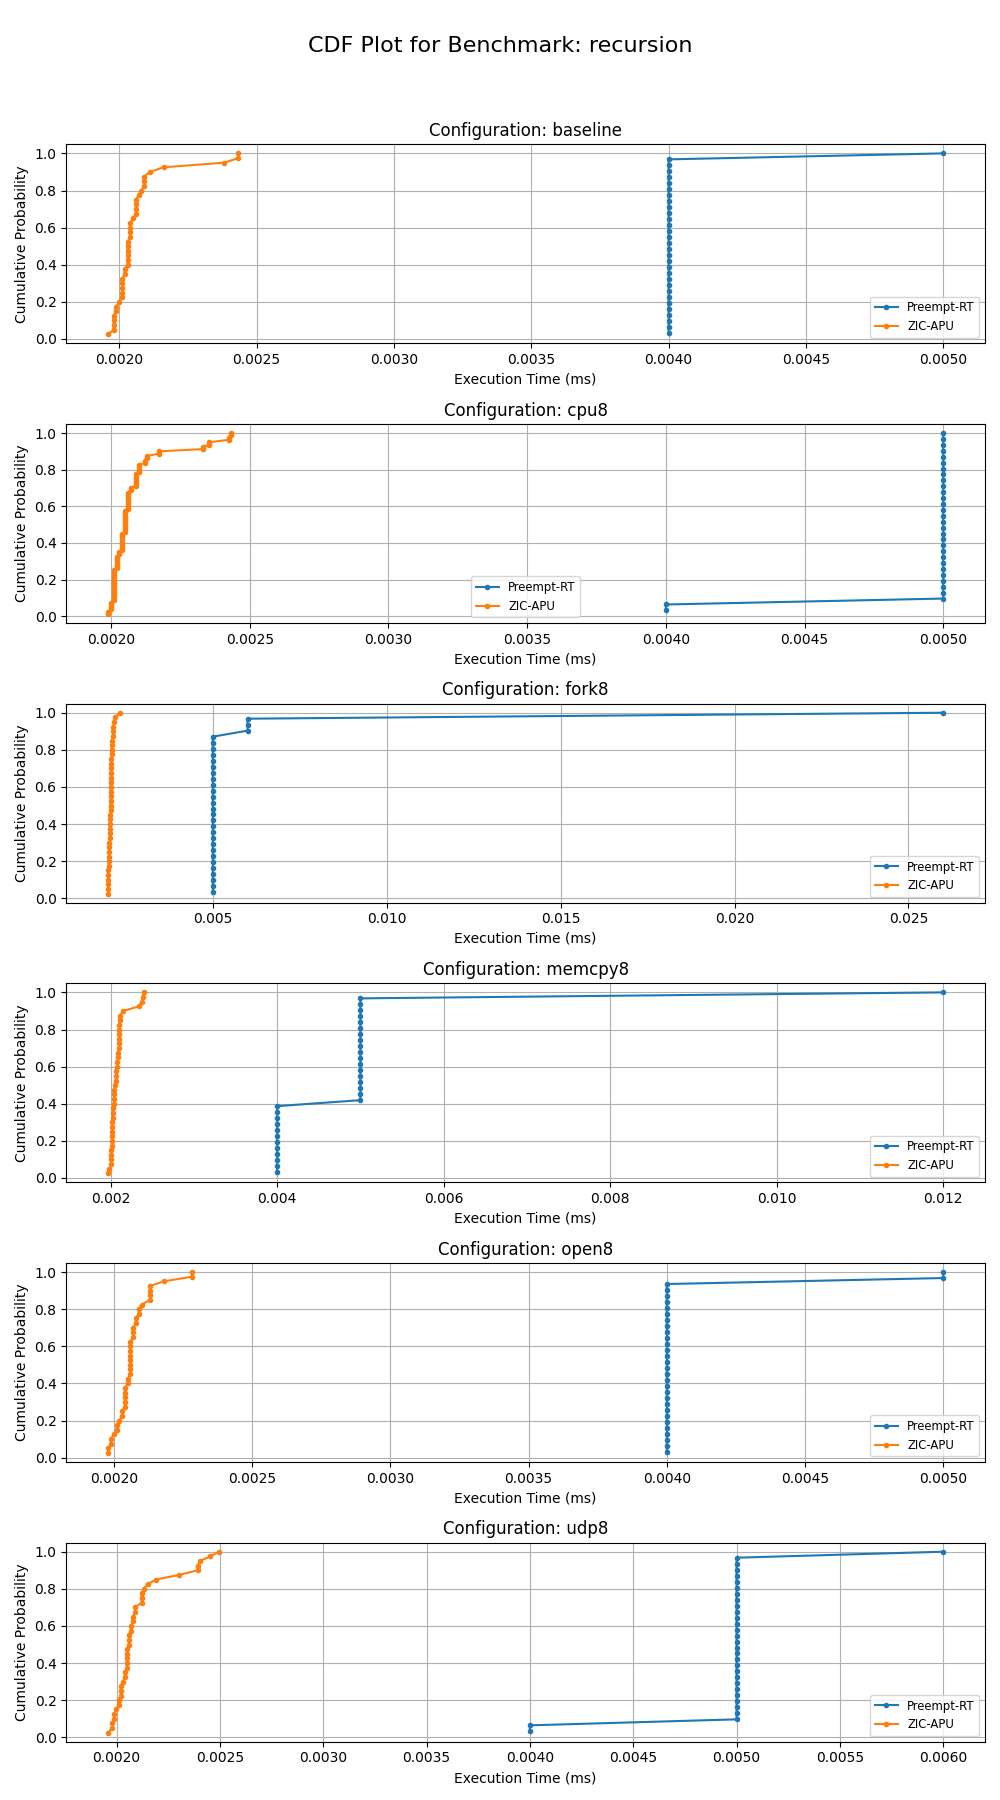 CDF Plot for Benchmark: recursion
Configuration: baseline
Cumulative Probability
1.0
0.8
0.6
0.4
0.2
0.0
Preempt-RT
ZIC-APU
0.0020 0.0025 0.0030 0.0035 0.0040 0.0045 0.0050
Execution Time (ms)
Configuration: cpu8
Cumulative Probability
1.0
0.8
0.6
0.4
0.2
0.0
Preempt-RT
ZIC-APU
0.0020 0.0025 0.0030 0.0035 0.0040 0.0045 0.0050
Execution Time (ms)
Configuration: fork8
Cumulative Probability
1.0
0.8
0.6
0.4
0.2
0.0
Preempt-RT
ZIC-APU
0.005 0.010 0.015 0.020 0.025
Execution Time (ms)
Configuration: memcpy8
Cumulative Probability
1.0
0.8
0.6
0.4
0.2
0.0
Preempt-RT
ZIC-APU
0.002 0.004 0.006 0.008 0.010 0.012
Execution Time (ms)
Configuration: open8
Cumulative Probability
1.0
0.8
0.6
0.4
0.2
0.0
Preempt-RT
ZIC-APU
0.0020 0.0025 0.0030 0.0035 0.0040 0.0045 0.0050
Execution Time (ms)
Configuration: udp8
Cumulative Probability
1.0
0.8
0.6
0.4
0.2
0.0
Preempt-RT
ZIC-APU
0.0020 0.0025 0.0030 0.0035 0.0040 0.0045 0.0050 0.0055 0.0060
Execution Time (ms)